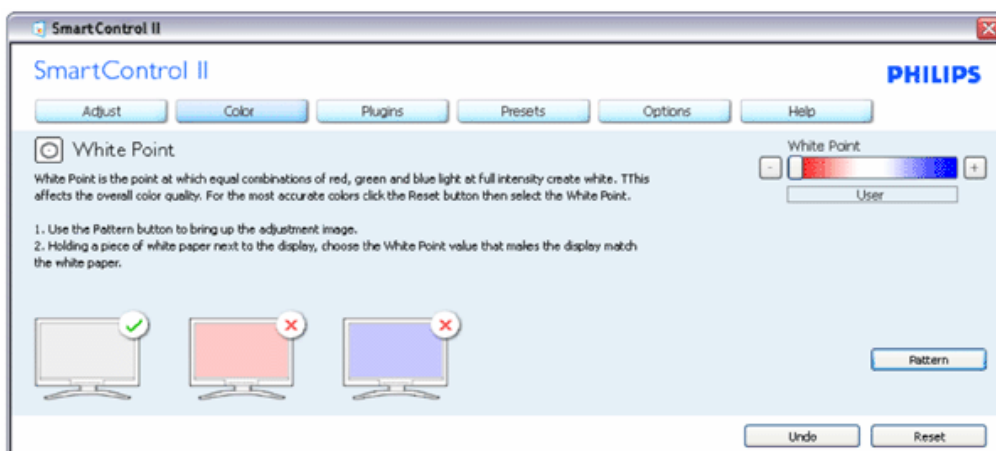 SmartControl II
SmartControl II
PHILIPS
Adjust
Color
Plugins
Presets
Options
Help
White Point
White Point is the point at which equal combinations of red, green and blue light at full intensity create white. TThis
affects the overall color quality. For the most accurate colors click the Reset button then select the White Point.
1. Use the Pattern button to bring up the adjustment image.
2. Holding a piece of white paper next to the display, choose the White Point value that makes the display match
the white paper.
White Point
-
+
User
Pattern
Undo
Reset